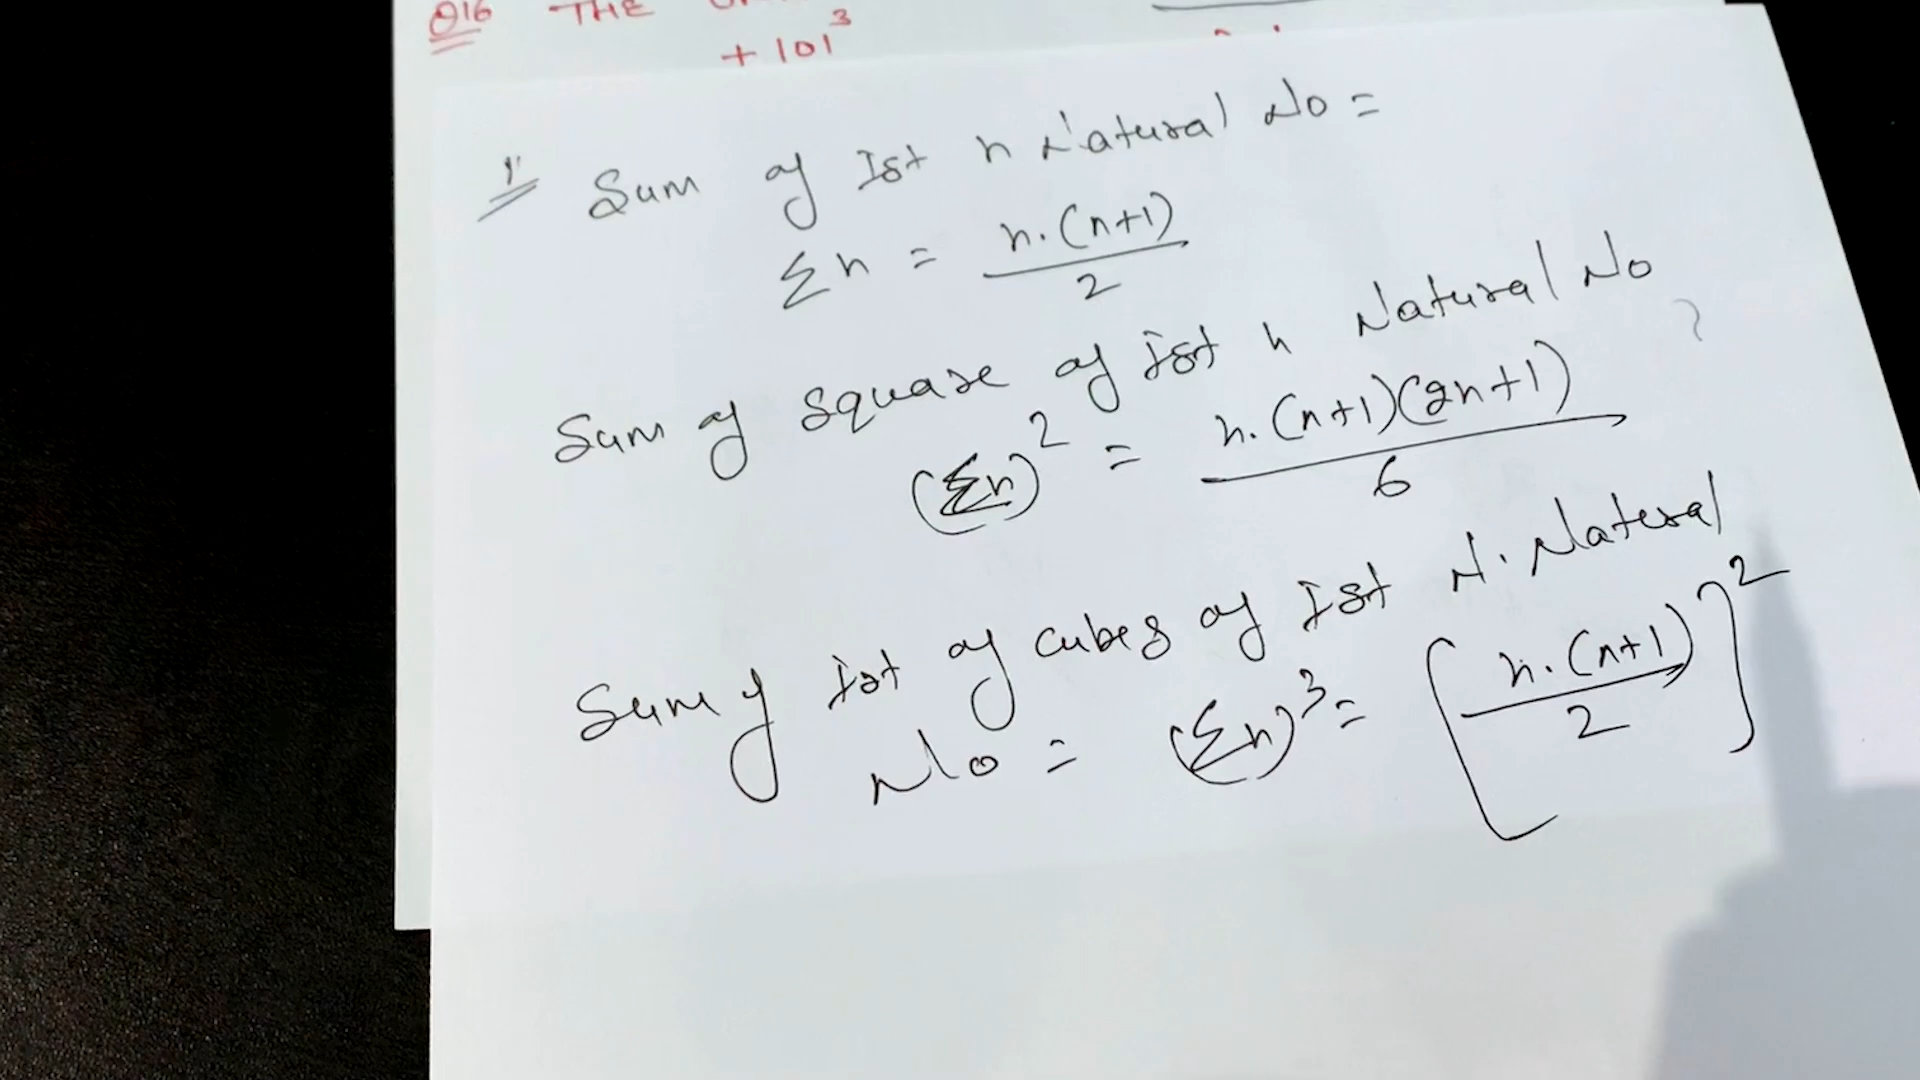 Q16 THE
+ 101³
1) Sum of Ist n Natural No =
Σn = n.(n+1)/2
Sum of square of Ist n Natural No
(Σn)² = n.(n+1)(2n+1)/6
Sum of Ist of cubes of Ist N. Natural
No = (Σn)³ = [n.(n+1)/2]²